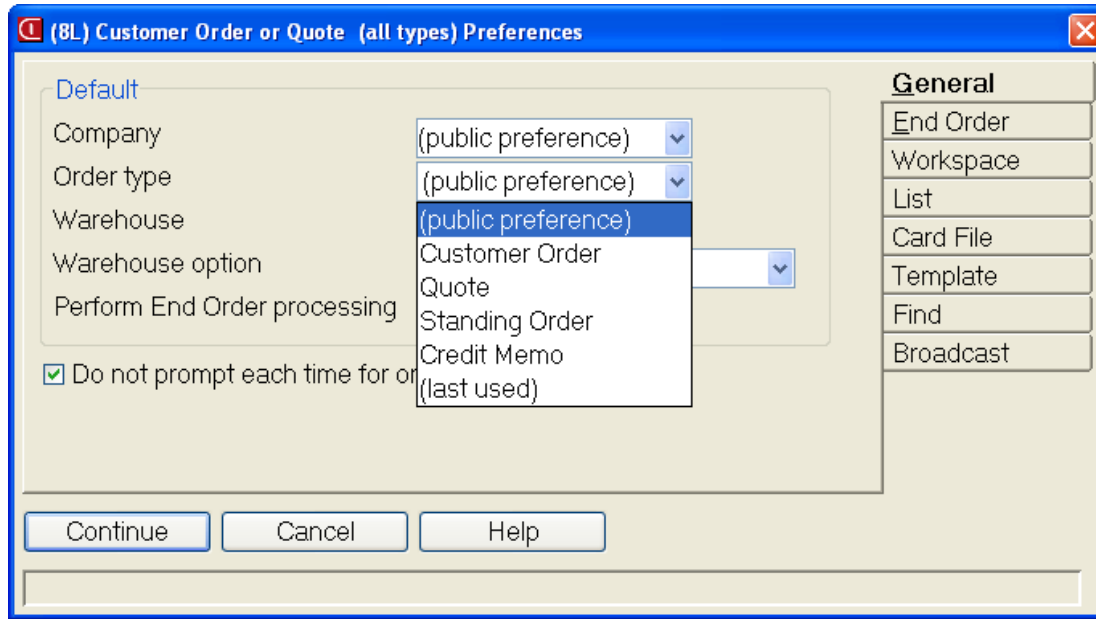 (8L) Customer Order or Quote (all types) Preferences
Default
Company (public preference)
Order type (public preference)
Warehouse
Warehouse option
Perform End Order processing
(public preference)
Customer Order
Quote
Standing Order
Credit Memo
(last used)
Do not prompt each time for
General
End Order
Workspace
List
Card File
Template
Find
Broadcast
Continue
Cancel
Help